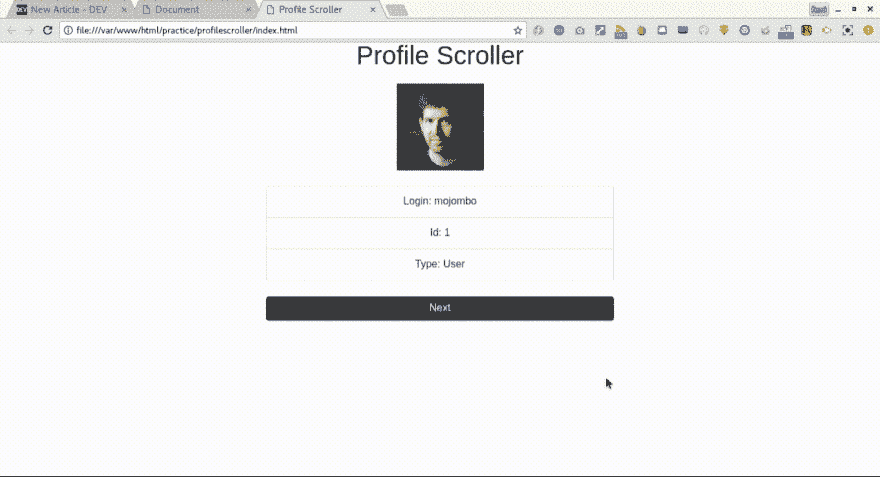 DEV New Article - DEV
Document
Profile Scroller
file:///var/www/html/practice/profilescroller/index.html
Profile Scroller
Login: mojombo
Id: 1
Type: User
Next